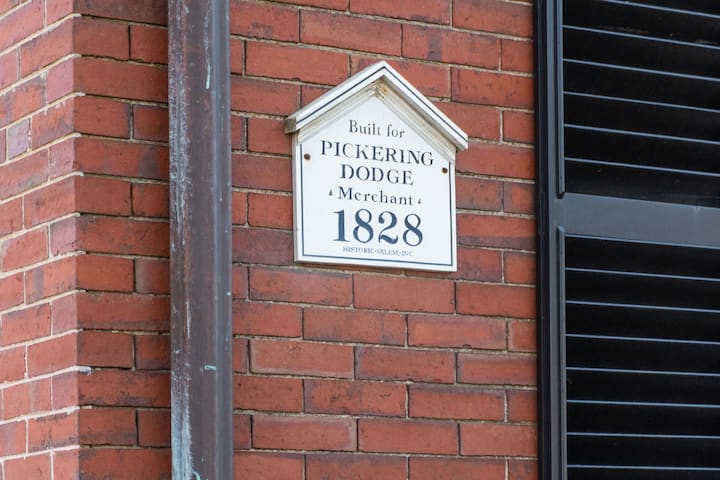 Built for
PICKERING
DODGE
Merchant
1828
HISTORIC SALEM, INC.